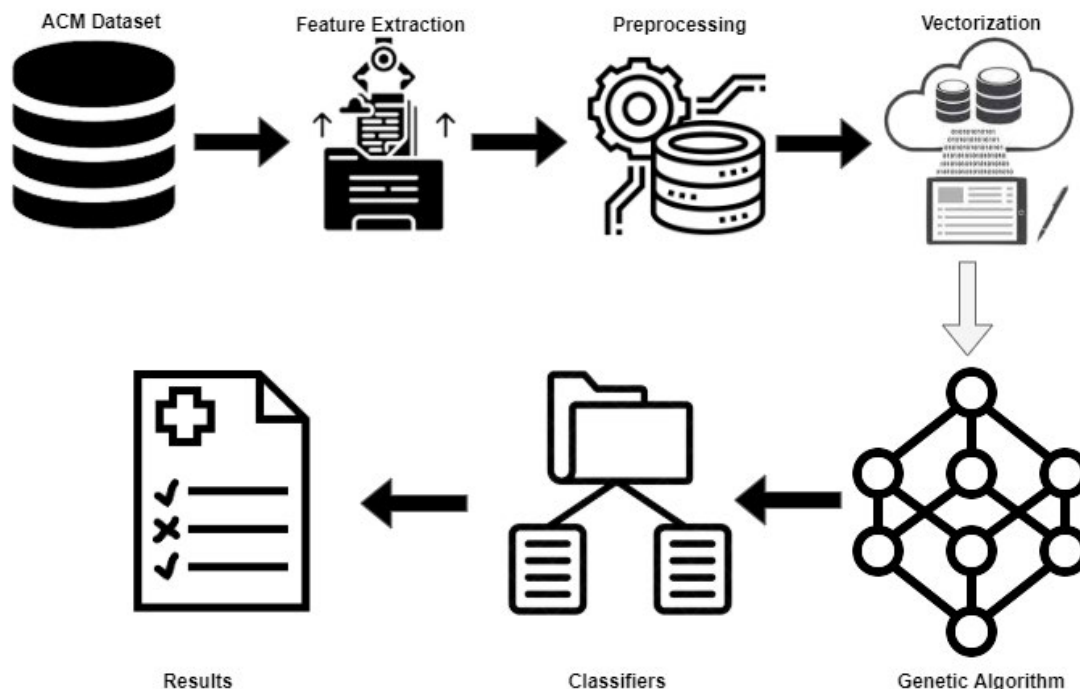 ACM Dataset
Feature Extraction
Preprocessing
Vectorization
Genetic Algorithm
Classifiers
Results